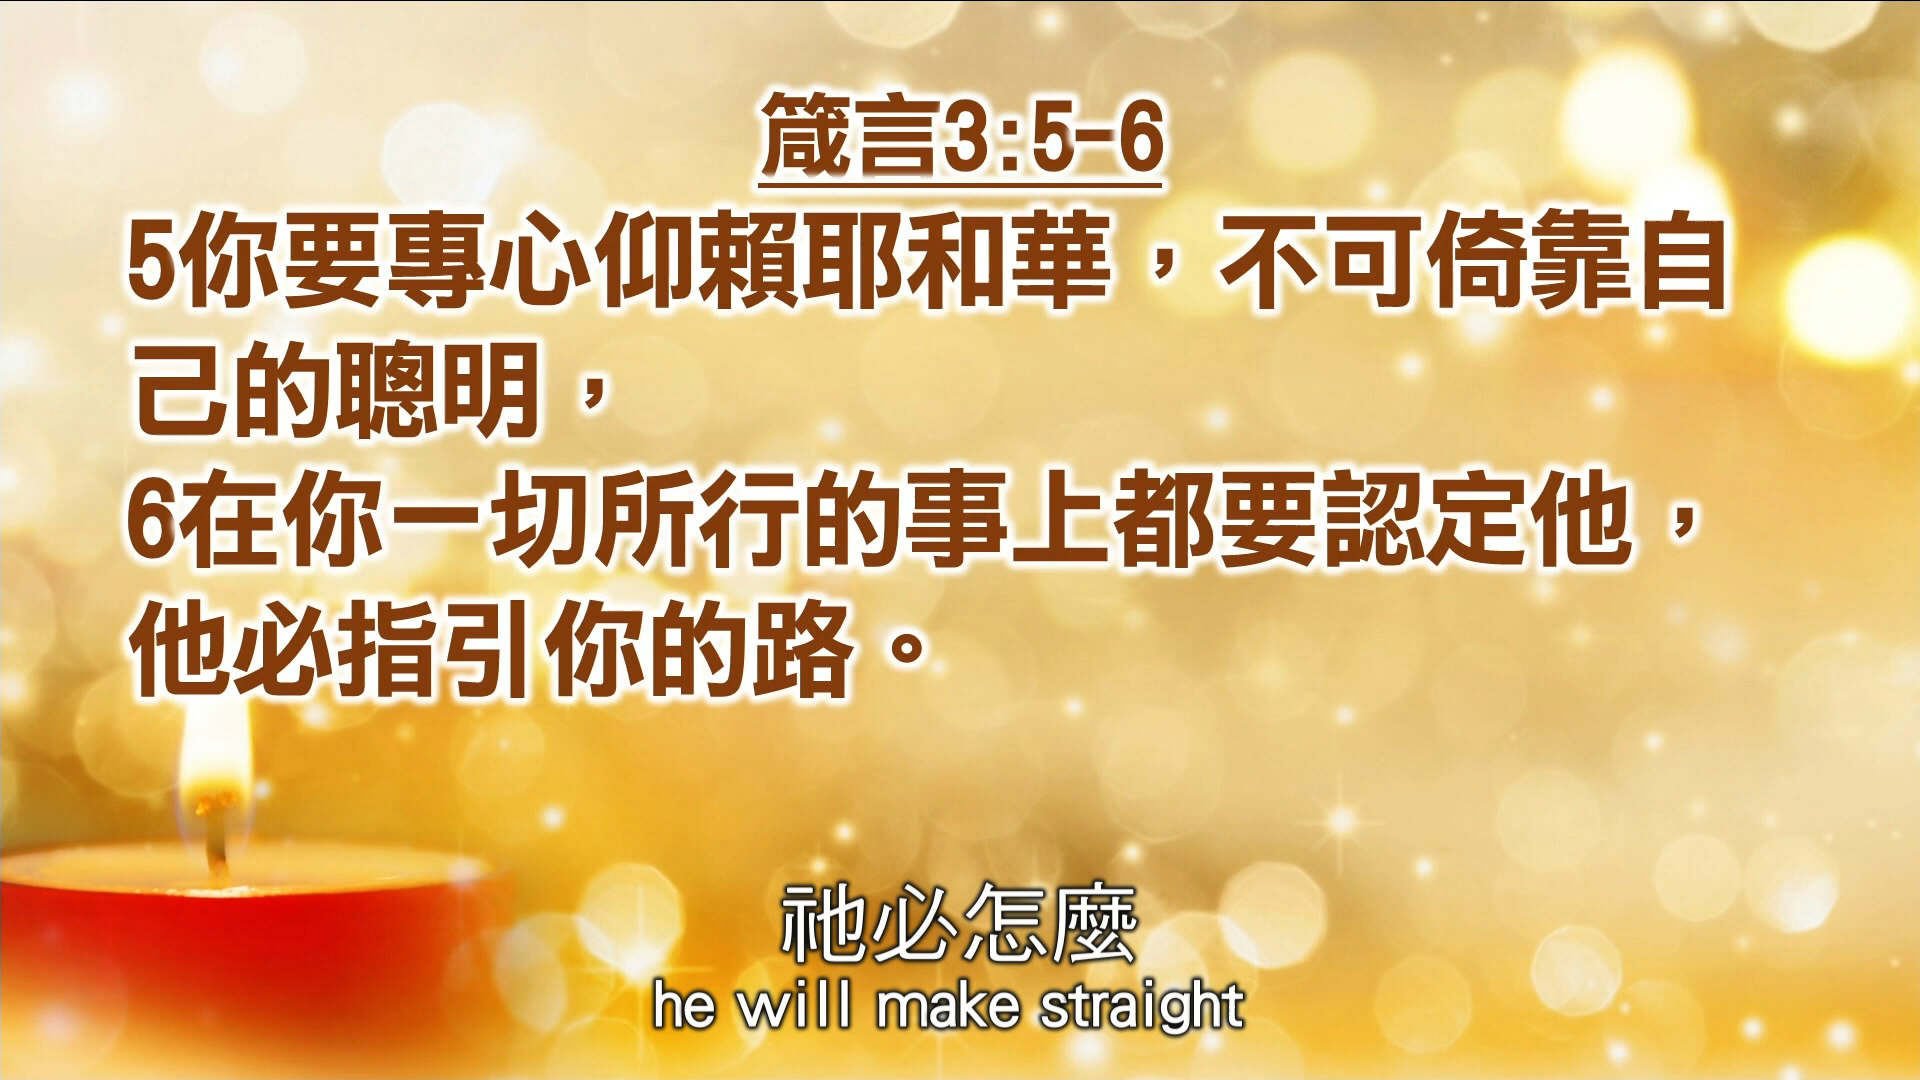 箴言3:5-6
5你要專心仰賴耶和華，不可倚靠自
己的聰明，
6在你一切所行的事上都要認定他，
他必指引你的路。
祂必怎麼
he will make straight